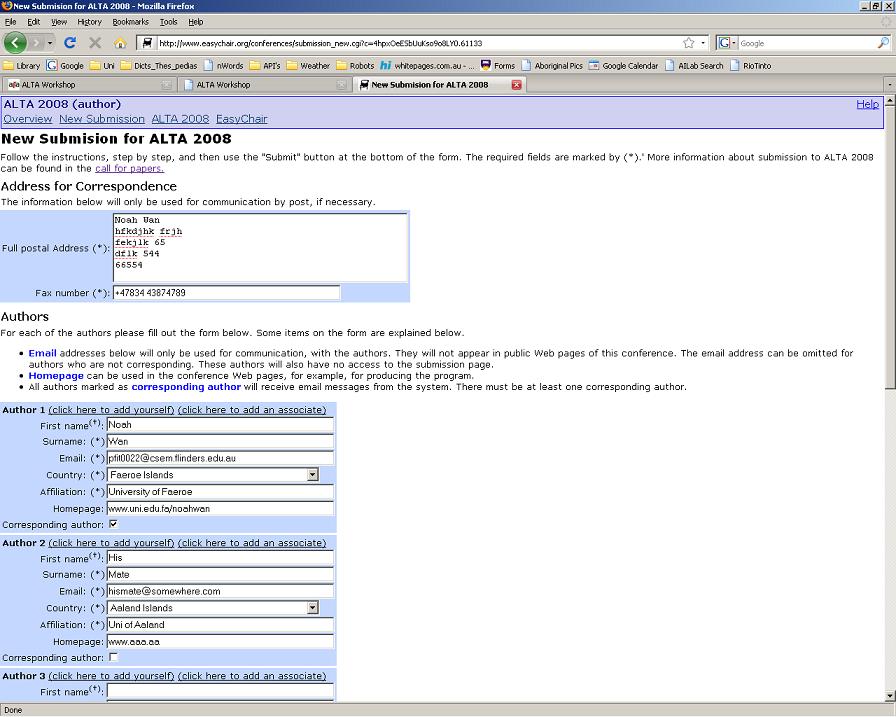 New Submision for ALTA 2008 - Mozilla Firefox
File Edit View History Bookmarks Tools Help
http://www.easychair.org/conferences/submission_new.cgi?c=4hpxOeESbUuKso9o8LY0.61133
Google
Library Google Uni Dicts_Thes_pedias nWords API's Weather Robots whitepages.com.au - ... Forms Aboriginal Pics Google Calendar AILab Search RioTinto
ALTA Workshop ALTA Workshop New Submision for ALTA 2008
ALTA 2008 (author) Help
Overview New Submission ALTA 2008 EasyChair
New Submision for ALTA 2008
Follow the instructions, step by step, and then use the "Submit" button at the bottom of the form. The required fields are marked by (*).' More information about submission to ALTA 2008
can be found in the call for papers.
Address for Correspondence
The information below will only be used for communication by post, if necessary.
Full postal Address (*):
Noah Wan
hfkdjhk frjh
fekjlk 65
dflk 544
66554
Fax number (*): +47834 43874789
Authors
For each of the authors please fill out the form below. Some items on the form are explained below.
• Email addresses below will only be used for communication, with the authors. They will not appear in public Web pages of this conference. The email address can be omitted for
authors who are not corresponding. These authors will also have no access to the submission page.
• Homepage can be used in the conference Web pages, for example, for producing the program.
• All authors marked as corresponding author will receive email messages from the system. There must be at least one corresponding author.
Author 1 (click here to add yourself) (click here to add an associate)
First name(†): Noah
Surname: (*) Wan
Email: (*) pfit0022@csem.flinders.edu.au
Country: (*) Faeroe Islands
Affiliation: (*) University of Faeroe
Homepage: www.uni.edu.fa/noahwan
Corresponding author:
Author 2 (click here to add yourself) (click here to add an associate)
First name(†): His
Surname: (*) Mate
Email: (*) hismate@somewhere.com
Country: (*) Aaland Islands
Affiliation: (*) Uni of Aaland
Homepage: www.aaa.aa
Corresponding author:
Author 3 (click here to add yourself) (click here to add an associate)
First name(†):
Done